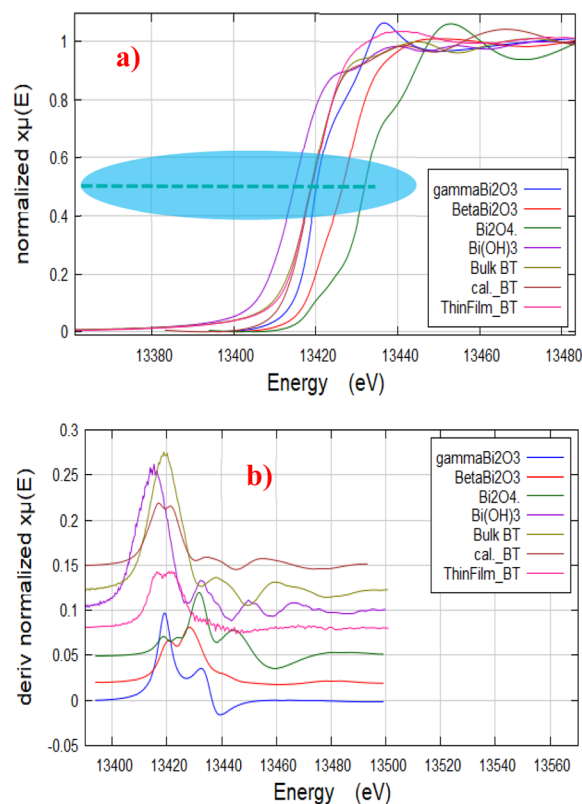 a)
normalized xμ(E)
1
0.8
0.6
0.4
0.2
0
gammaBi2O3
BetaBi2O3
Bi2O4.
Bi(OH)3
Bulk BT
cal._BT
ThinFilm_BT
13380 13400 13420 13440 13460 13480
Energy (eV)
b)
deriv normalized xμ(E)
0.3
0.25
0.2
0.15
0.1
0.05
0
-0.05
gammaBi2O3
BetaBi2O3
Bi2O4.
Bi(OH)3
Bulk BT
cal._BT
ThinFilm_BT
13400 13420 13440 13460 13480 13500 13520 13540 13560
Energy (eV)